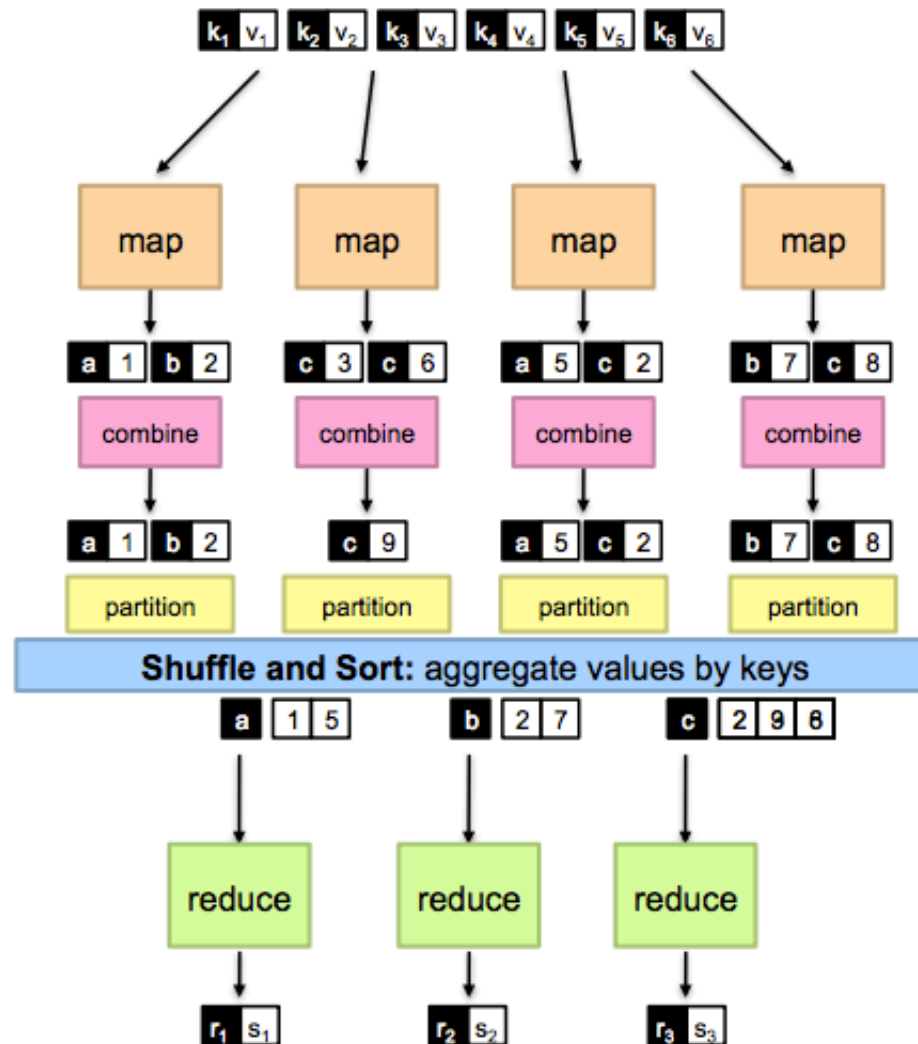 k₁ v₁ k₂ v₂ k₃ v₃ k₄ v₄ k₅ v₅ k₆ v₆
map map map map
a 1 b 2 c 3 c 6 a 5 c 2 b 7 c 8
combine combine combine combine
a 1 b 2 c 9 a 5 c 2 b 7 c 8
partition partition partition partition
Shuffle and Sort: aggregate values by keys
a 1 5 b 2 7 c 2 9 8
reduce reduce reduce
r₁ s₁ r₂ s₂ r₃ s₃